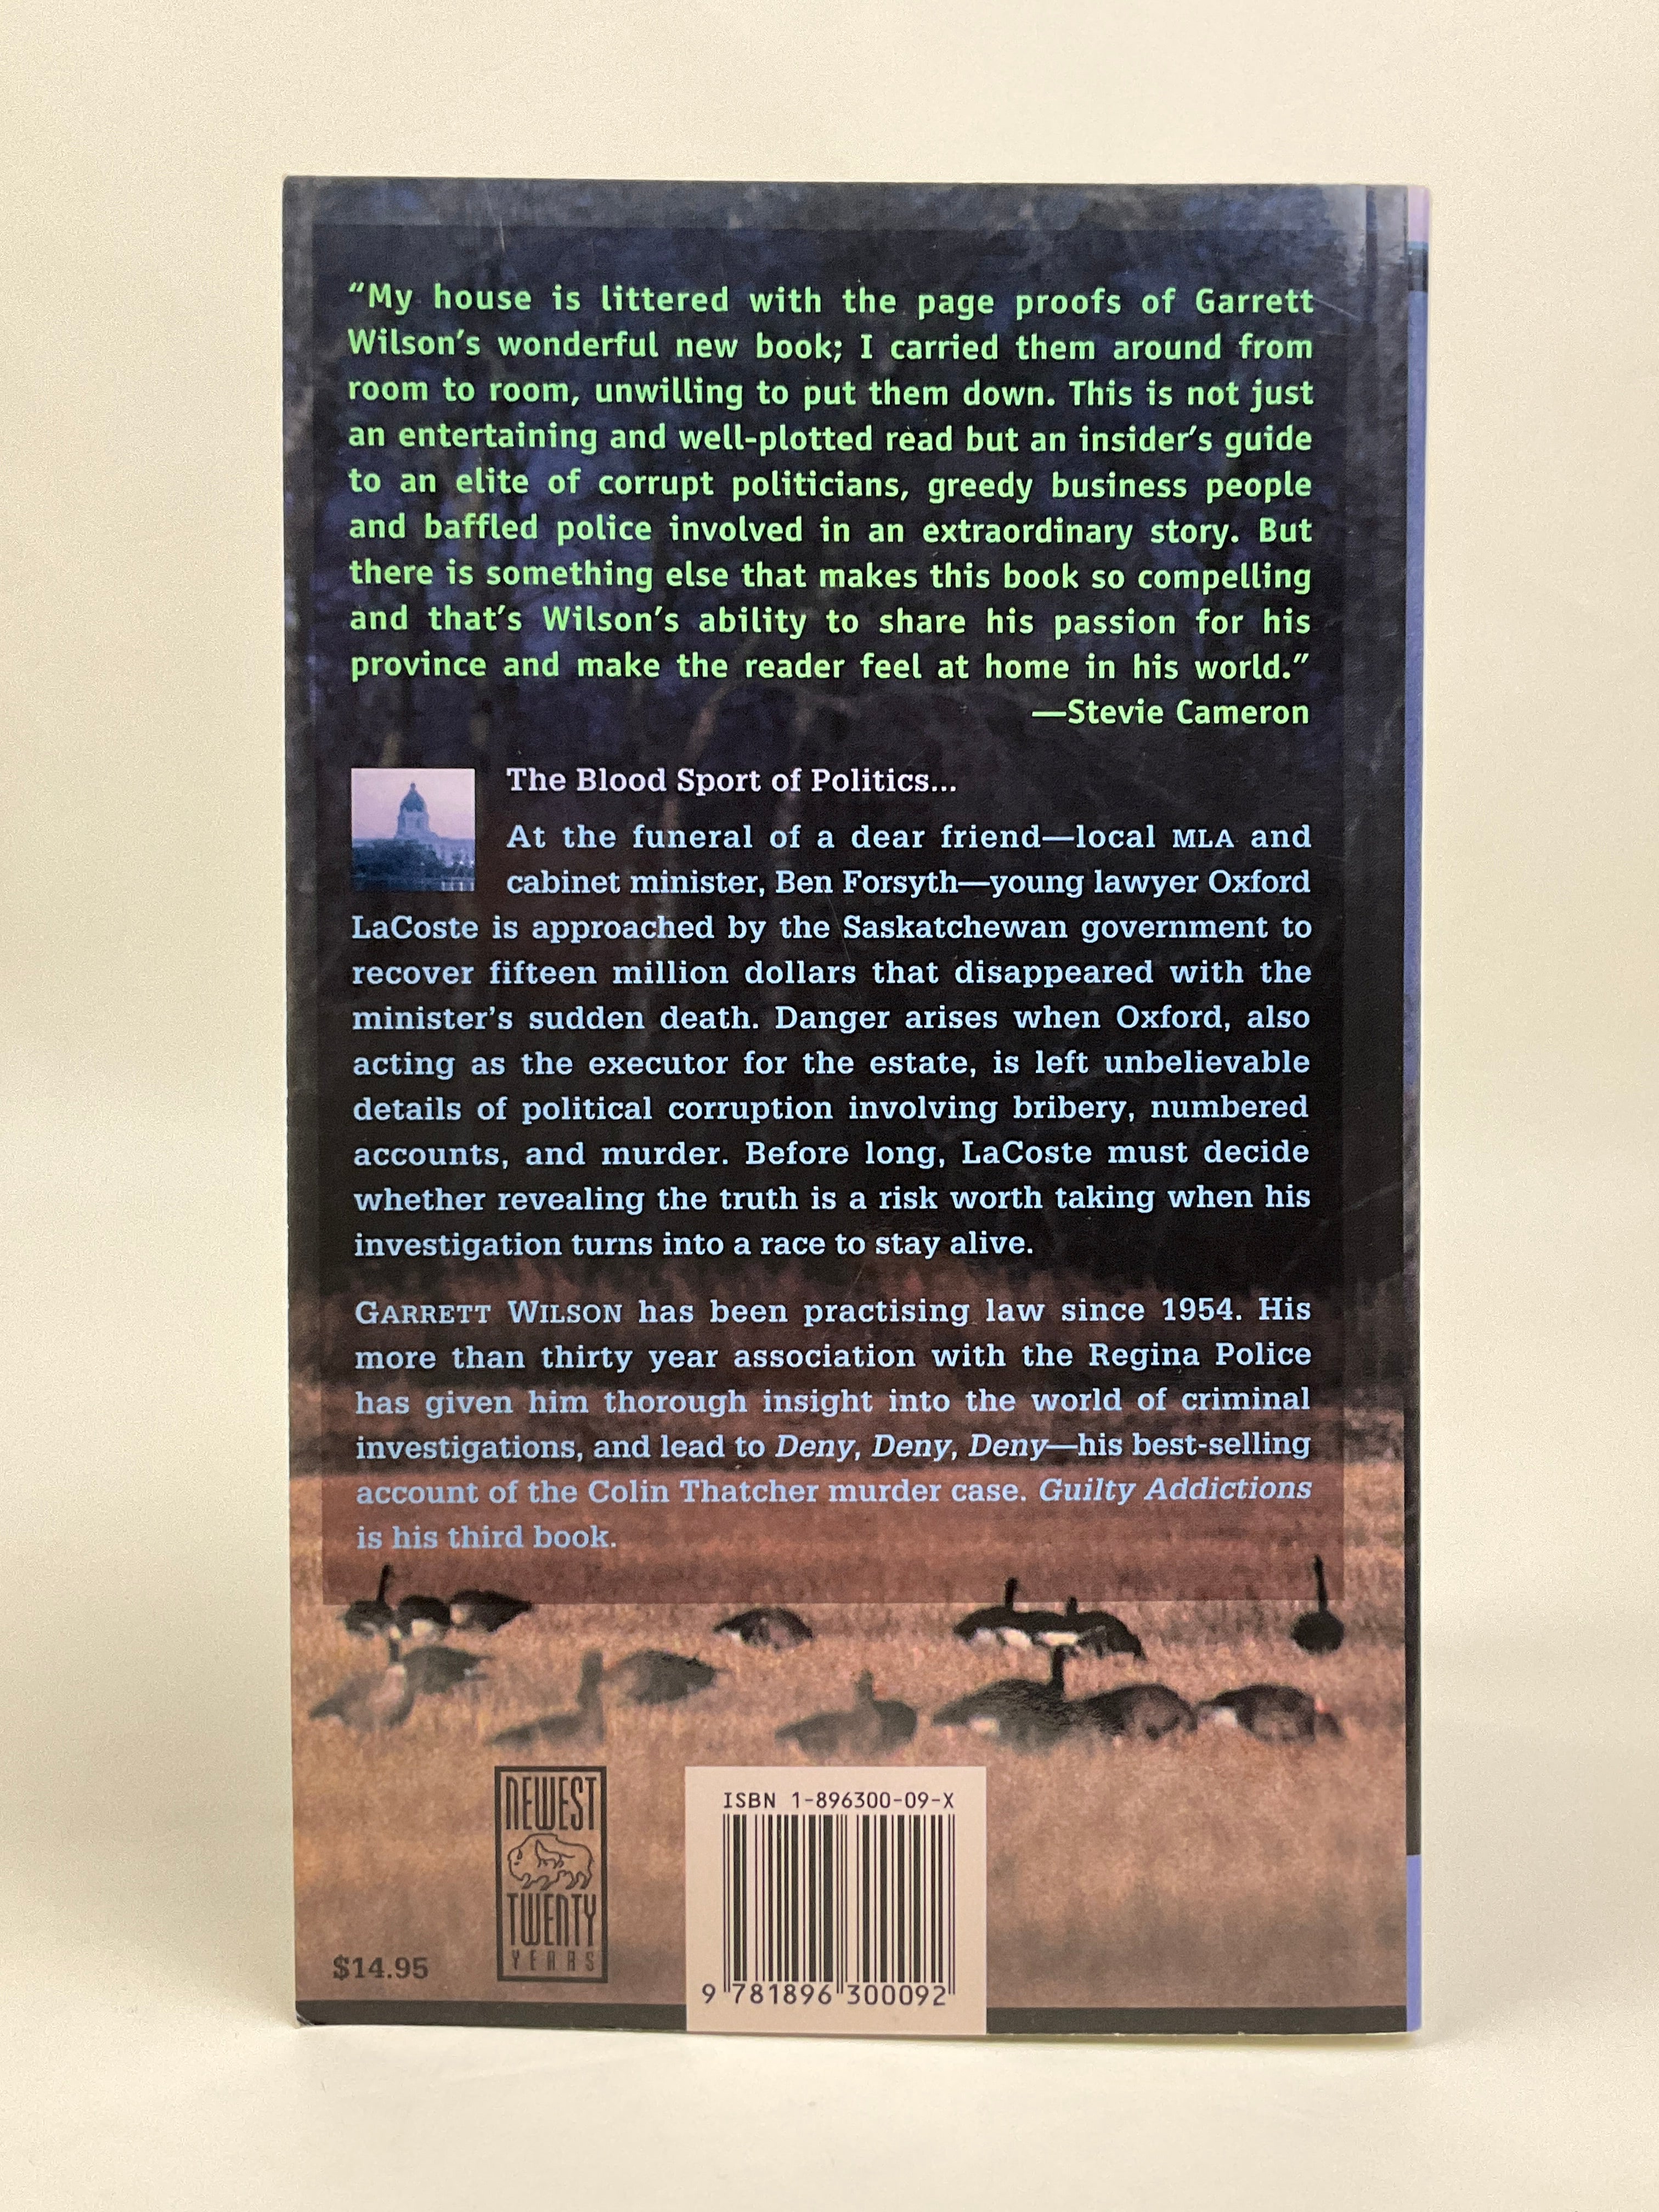 “My house is littered with the page proofs of Garrett
Wilson’s wonderful new book; I carried them around from
room to room, unwilling to put them down. This is not just
an entertaining and well-plotted read but an insider’s guide
to an elite of corrupt politicians, greedy business people
and baffled police involved in an extraordinary story. But
there is something else that makes this book so compelling
and that’s Wilson’s ability to share his passion for his
province and make the reader feel at home in his world.”
—Stevie Cameron
The Blood Sport of Politics...
At the funeral of a dear friend—local MLA and
cabinet minister, Ben Forsyth—young lawyer Oxford
LaCoste is approached by the Saskatchewan government to
recover fifteen million dollars that disappeared with the
minister’s sudden death. Danger arises when Oxford, also
acting as the executor for the estate, is left unbelievable
details of political corruption involving bribery, numbered
accounts, and murder. Before long, LaCoste must decide
whether revealing the truth is a risk worth taking when his
investigation turns into a race to stay alive.
GARRETT WILSON has been practising law since 1954. His
more than thirty year association with the Regina Police
has given him thorough insight into the world of criminal
investigations, and lead to Deny, Deny, Deny—his best-selling
account of the Colin Thatcher murder case. Guilty Addictions
is his third book.
NEWEST
TWENTY
YEARS
$14.95
ISBN 1-896300-09-X
9 781896 300092